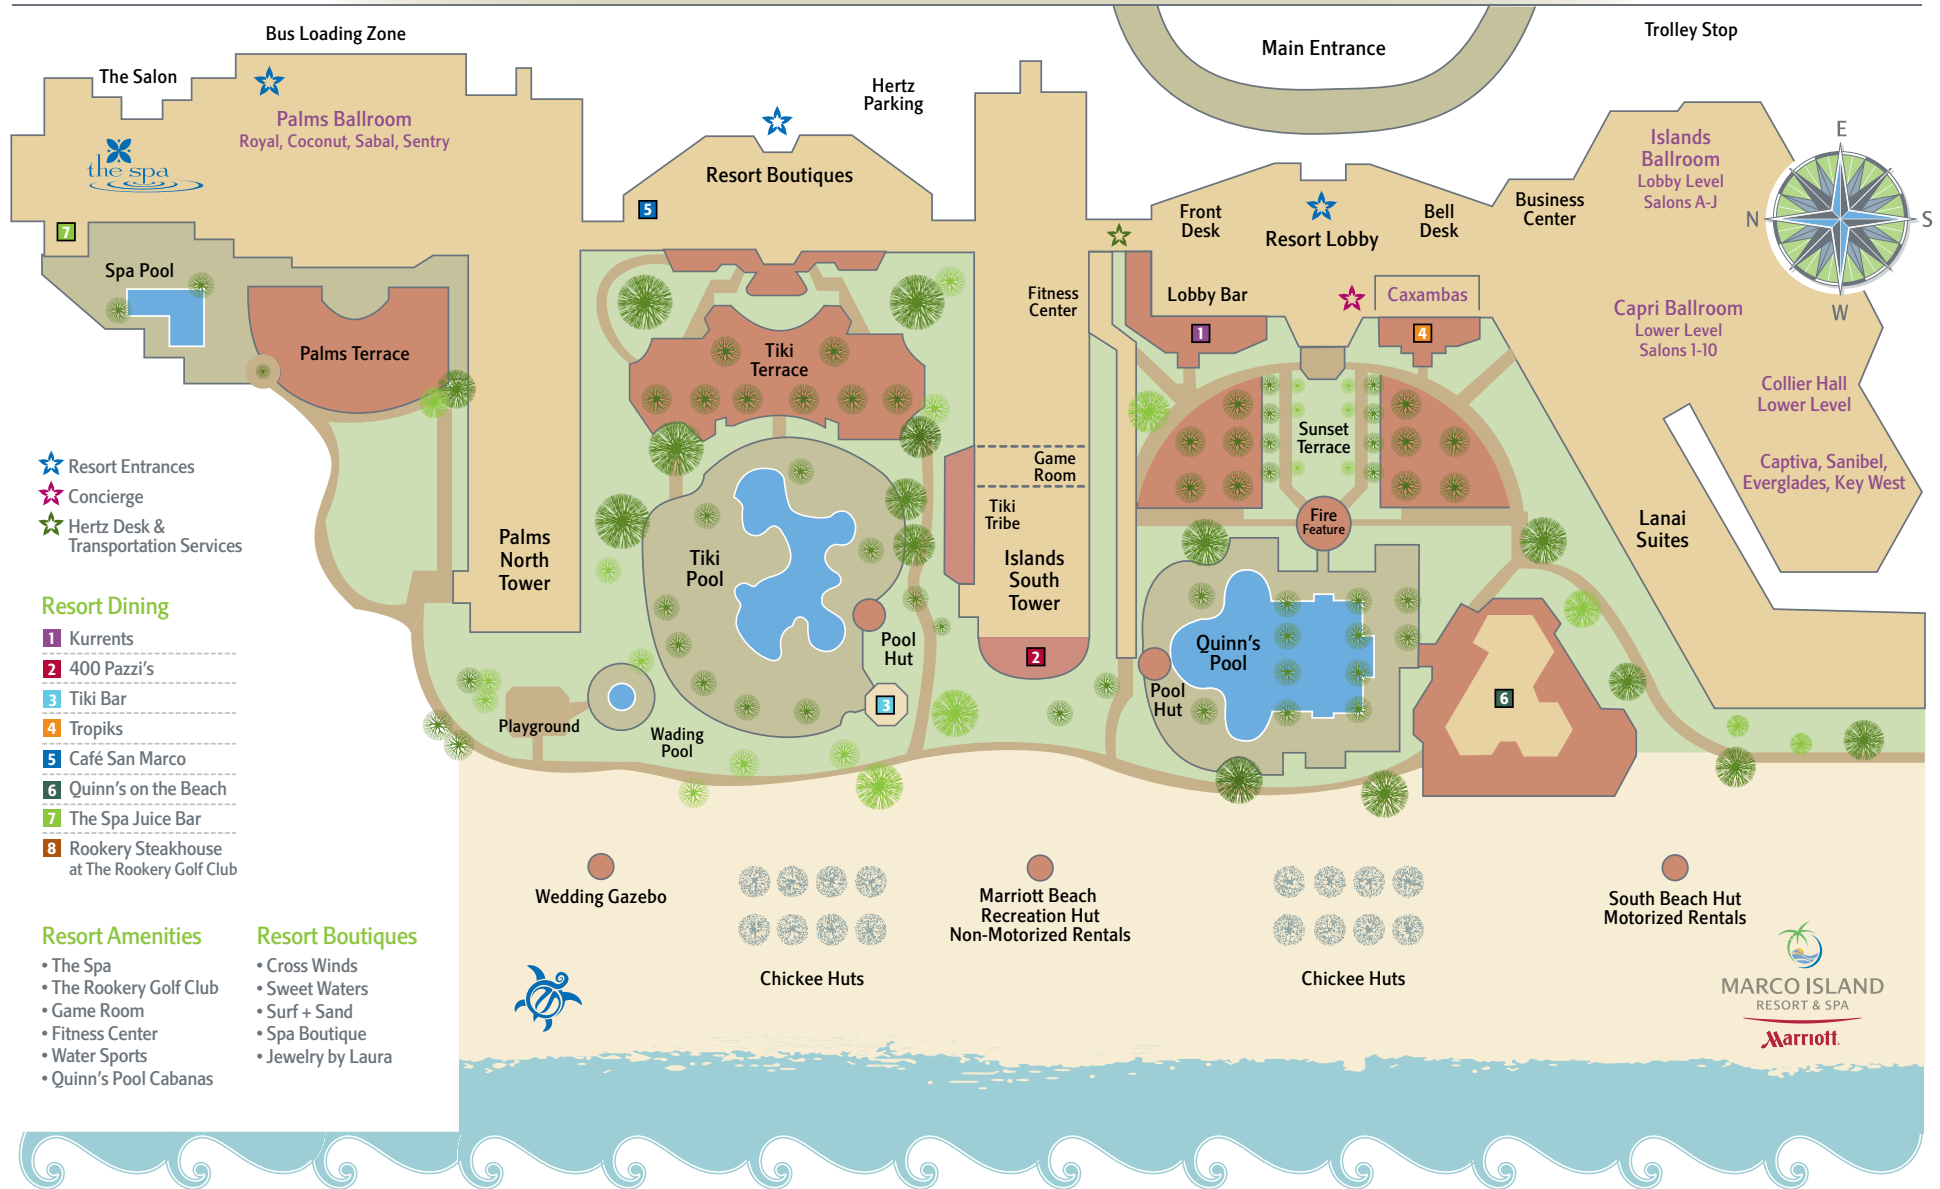 Bus Loading Zone
The Salon
Palms Ballroom
Royal, Coconut, Sabal, Sentry
the spa
7
Spa Pool
Palms Terrace
Hertz
Parking
Resort Boutiques
5
Main Entrance
Trolley Stop
Front
Desk
Resort Lobby
Bell
Desk
Business
Center
Islands
Ballroom
Lobby Level
Salons A-J
E
N
S
W
Capri Ballroom
Lower Level
Salons 1-10
Collier Hall
Lower Level
Captiva, Sanibel,
Everglades, Key West
Lanai
Suites
Lobby Bar
1
Caxambas
4
Fitness
Center
Tiki
Terrace
Sunset
Terrace
Game
Room
Tiki
Tribe
Fire
Feature
Palms
North
Tower
Tiki
Pool
Islands
South
Tower
Pool
Hut
2
3
Quinn's
Pool
Pool
Hut
6
Playground
Wading
Pool
Resort Entrances
Concierge
Hertz Desk &
Transportation Services
Resort Dining
1 Kurrents
2 400 Pazzi's
3 Tiki Bar
4 Tropiks
5 Café San Marco
6 Quinn's on the Beach
7 The Spa Juice Bar
8 Rookery Steakhouse
at The Rookery Golf Club
Resort Amenities
• The Spa
• The Rookery Golf Club
• Game Room
• Fitness Center
• Water Sports
• Quinn's Pool Cabanas
Resort Boutiques
• Cross Winds
• Sweet Waters
• Surf + Sand
• Spa Boutique
• Jewelry by Laura
Wedding Gazebo
Chickee Huts
Marriott Beach
Recreation Hut
Non-Motorized Rentals
Chickee Huts
South Beach Hut
Motorized Rentals
MARCO ISLAND
RESORT & SPA
Marriott.